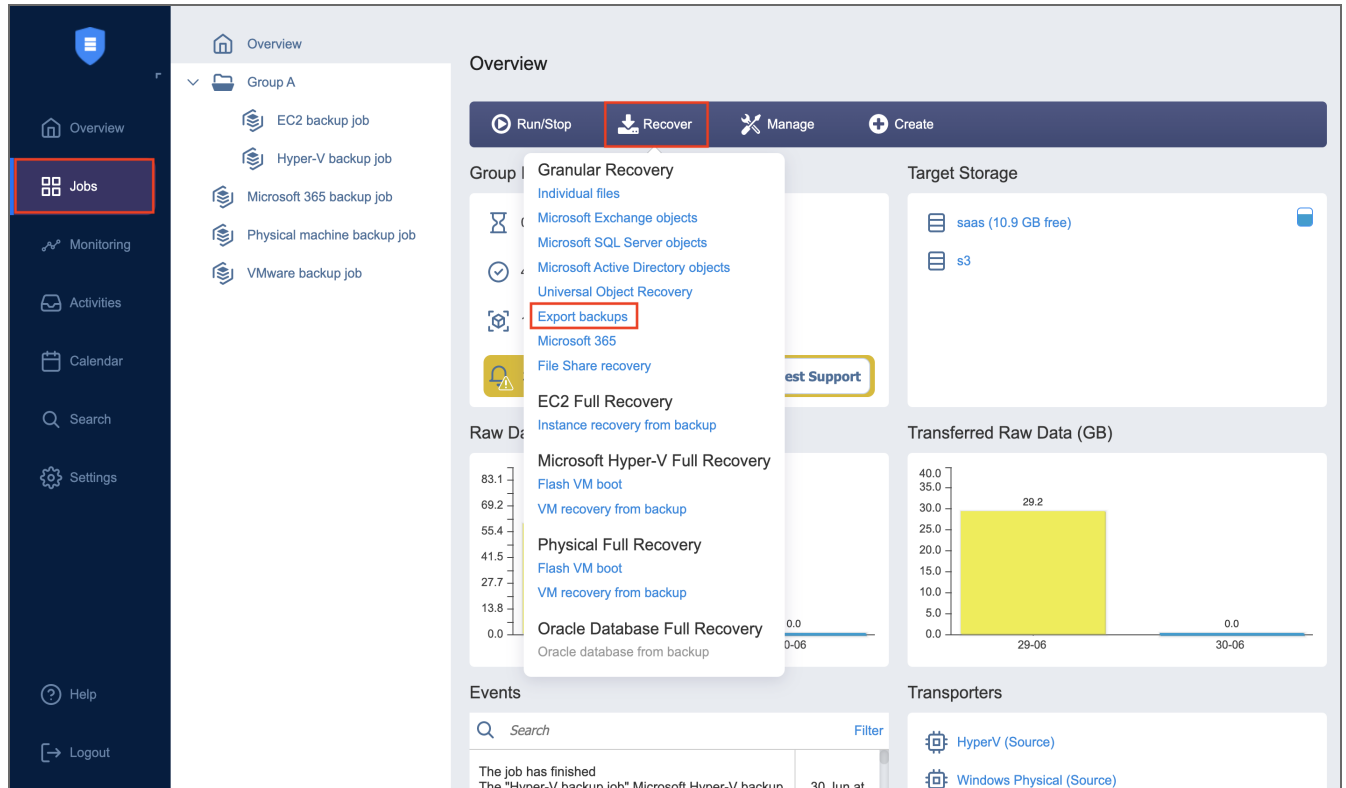 Overview
Jobs
Monitoring
Activities
Calendar
Search
Settings
Help
Logout
Overview
Group A
EC2 backup job
Hyper-V backup job
Microsoft 365 backup job
Physical machine backup job
VMware backup job
Overview
Run/Stop
Recover
Manage
Create
Group
Granular Recovery
Individual files
Microsoft Exchange objects
Microsoft SQL Server objects
Microsoft Active Directory objects
Universal Object Recovery
Export backups
Microsoft 365
File Share recovery
EC2 Full Recovery
Instance recovery from backup
Microsoft Hyper-V Full Recovery
Flash VM boot
VM recovery from backup
Physical Full Recovery
Flash VM boot
VM recovery from backup
Oracle Database Full Recovery
Oracle database from backup
est Support
Target Storage
saas (10.9 GB free)
s3
Raw Da
83.1
69.2
55.4
41.5
27.7
13.8
0.0
0.0
0-06
Transferred Raw Data (GB)
40.0
35.0
30.0
25.0
20.0
15.0
10.0
5.0
0.0
29.2
0.0
29-06
30-06
Events
Search
Filter
The job has finished
The "Hyper-V backup job" Microsoft Hyper-V backup
30 Jun at
Transporters
HyperV (Source)
Windows Physical (Source)